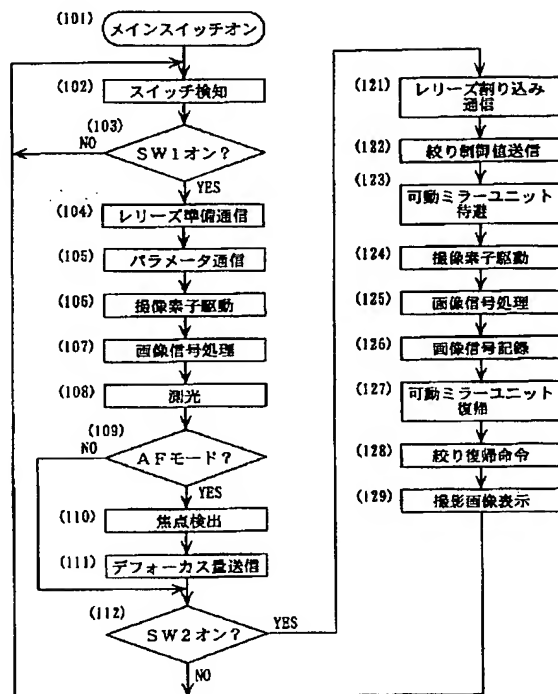 (101)
メインスイッチオン
(102)
スイッチ検知
(103)
NO
SW1オン?
YES
(104)
レリーズ準備通信
(105)
パラメータ通信
(106)
撮像素子駆動
(107)
画像信号処理
(108)
測光
(109)
NO
AFモード?
YES
(110)
焦点検出
(111)
デフォーカス量送信
(112)
SW2オン?
YES
NO
(121)
レリーズ割り込み
通信
(122)
絞り制御値送信
(123)
可動ミラーユニット
待避
(124)
撮像素子駆動
(125)
画像信号処理
(126)
画像信号記録
(127)
可動ミラーユニット
復帰
(128)
絞り復帰命令
(129)
撮影画像表示